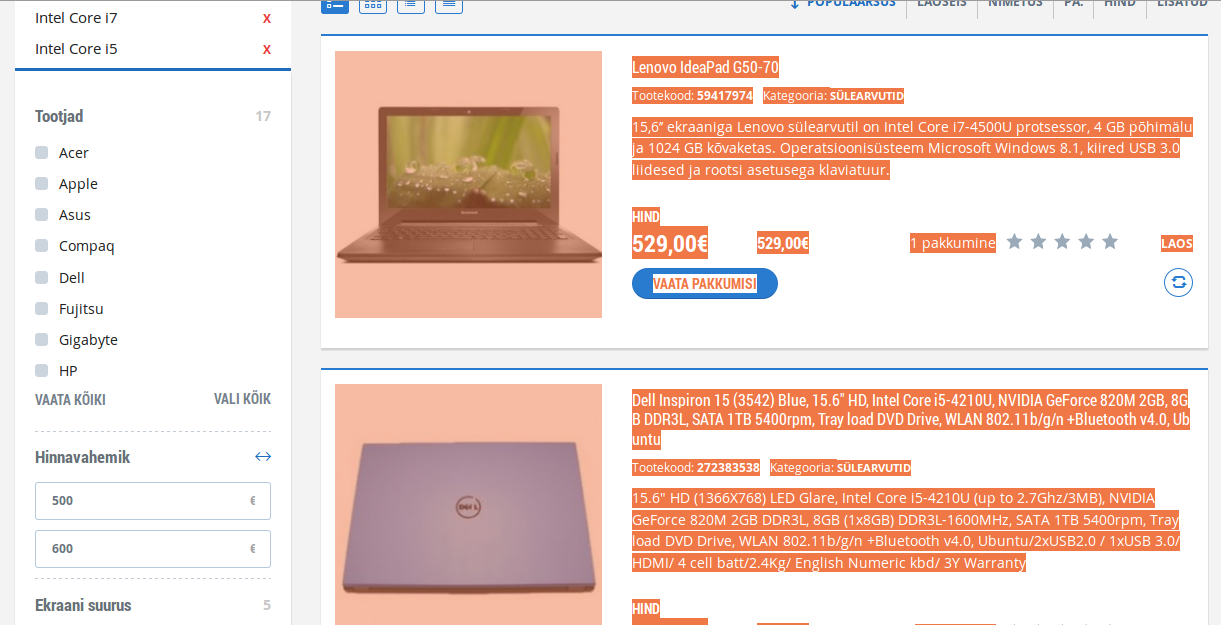 Intel Core i7 X
Intel Core i5 X
Tootjad 17
Acer
Apple
Asus
Compaq
Dell
Fujitsu
Gigabyte
HP
VAATA KÕIKI VALI KÕIK
Hinnavahemik
500 €
600 €
Ekraani suurus 5
POPULAARSUS LAOSEIS NIMETUS PA. HIND LISATUD
Lenovo IdeaPad G50-70
Tootekood: 59417974 Kategooria: SÜLEARVUTID
15,6” ekraaniga Lenovo sülearvutil on Intel Core i7-4500U protsessor, 4 GB põhimälu
ja 1024 GB kõvaketas. Operatsioonisüsteem Microsoft Windows 8.1, kiired USB 3.0
liidesed ja rootsi asetusega klaviatuur.
HIND
529,00€ 529,00€ 1 pakkumine LAOS
VAATA PAKKUMISI
Dell Inspiron 15 (3542) Blue, 15.6" HD, Intel Core i5-4210U, NVIDIA GeForce 820M 2GB, 8G
B DDR3L, SATA 1TB 5400rpm, Tray load DVD Drive, WLAN 802.11b/g/n +Bluetooth v4.0, Ub
untu
Tootekood: 272383538 Kategooria: SÜLEARVUTID
15.6" HD (1366X768) LED Glare, Intel Core i5-4210U (up to 2.7Ghz/3MB), NVIDIA
GeForce 820M 2GB DDR3L, 8GB (1x8GB) DDR3L-1600MHz, SATA 1TB 5400rpm, Tray
load DVD Drive, WLAN 802.11b/g/n +Bluetooth v4.0, Ubuntu/2xUSB2.0 / 1xUSB 3.0/
HDMI/ 4 cell batt/2.4Kg/ English Numeric kbd/ 3Y Warranty
DELL
HIND